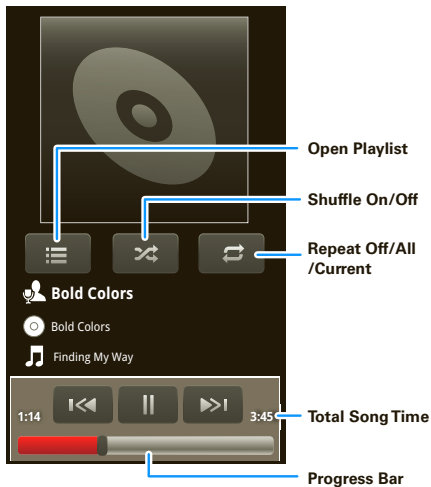 Open Playlist
Shuffle On/Off
Repeat Off/All
/Current
Bold Colors
Bold Colors
Finding My Way
1:14
3:45
Total Song Time
Progress Bar